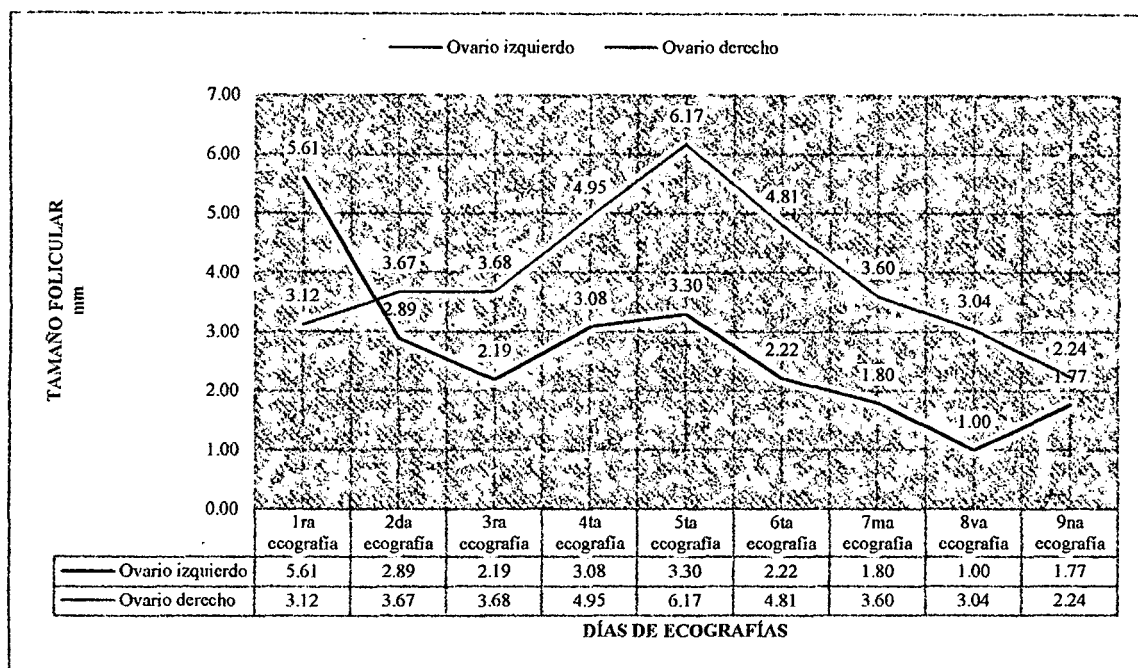 Ovario izquierdo Ovario derecho
7.00
6.17
6.00
5.61
4.95
4.81
5.00
TAMAÑO FOLICULAR
mm
4.00
3.67 3.68 3.60
3.12 3.08 3.30 3.04
3.00
2.89
2.19 2.22 2.24
2.00
1.80 1.77
1.00
1.00
0.00
1ra 2da 3ra 4ta 5ta 6ta 7ma 8va 9na
ecografía ecografía ecografía ecografía ecografía ecografía ecografía ecografía ecografía
Ovario izquierdo 5.61 2.89 2.19 3.08 3.30 2.22 1.80 1.00 1.77
Ovario derecho 3.12 3.67 3.68 4.95 6.17 4.81 3.60 3.04 2.24
DÍAS DE ECOGRAFÍAS